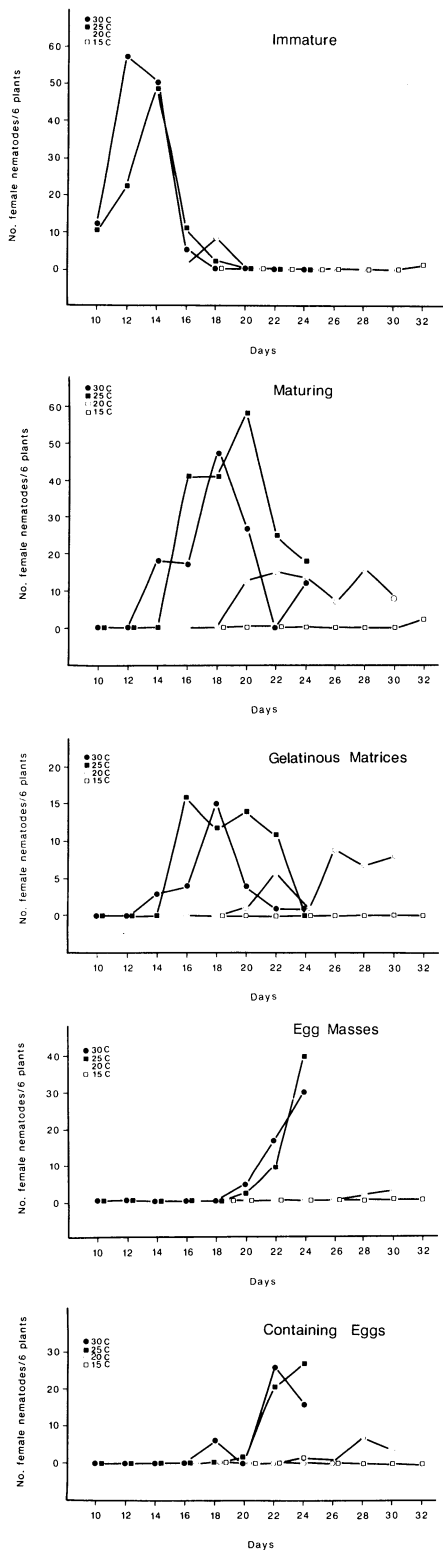 Immature
30 C
25 C
20 C
15 C
No. female nematodes/6 plants
60
50
40
30
20
10
0
10 12 14 16 18 20 22 24 26 28 30 32
Days
Maturing
30 C
25 C
20 C
15 C
No. female nematodes/6 plants
60
50
40
30
20
10
0
10 12 14 16 18 20 22 24 26 28 30 32
Days
Gelatinous Matrices
30 C
25 C
20 C
15 C
No. female nematodes/6 plants
20
15
10
5
0
10 12 14 16 18 20 22 24 26 28 30 32
Days
Egg Masses
30 C
25 C
20 C
15 C
No. female nematodes/6 plants
40
30
20
10
0
10 12 14 16 18 20 22 24 26 28 30 32
Days
Containing Eggs
30 C
25 C
20 C
15 C
No. female nematodes/6 plants
30
20
10
0
10 12 14 16 18 20 22 24 26 28 30 32
Days